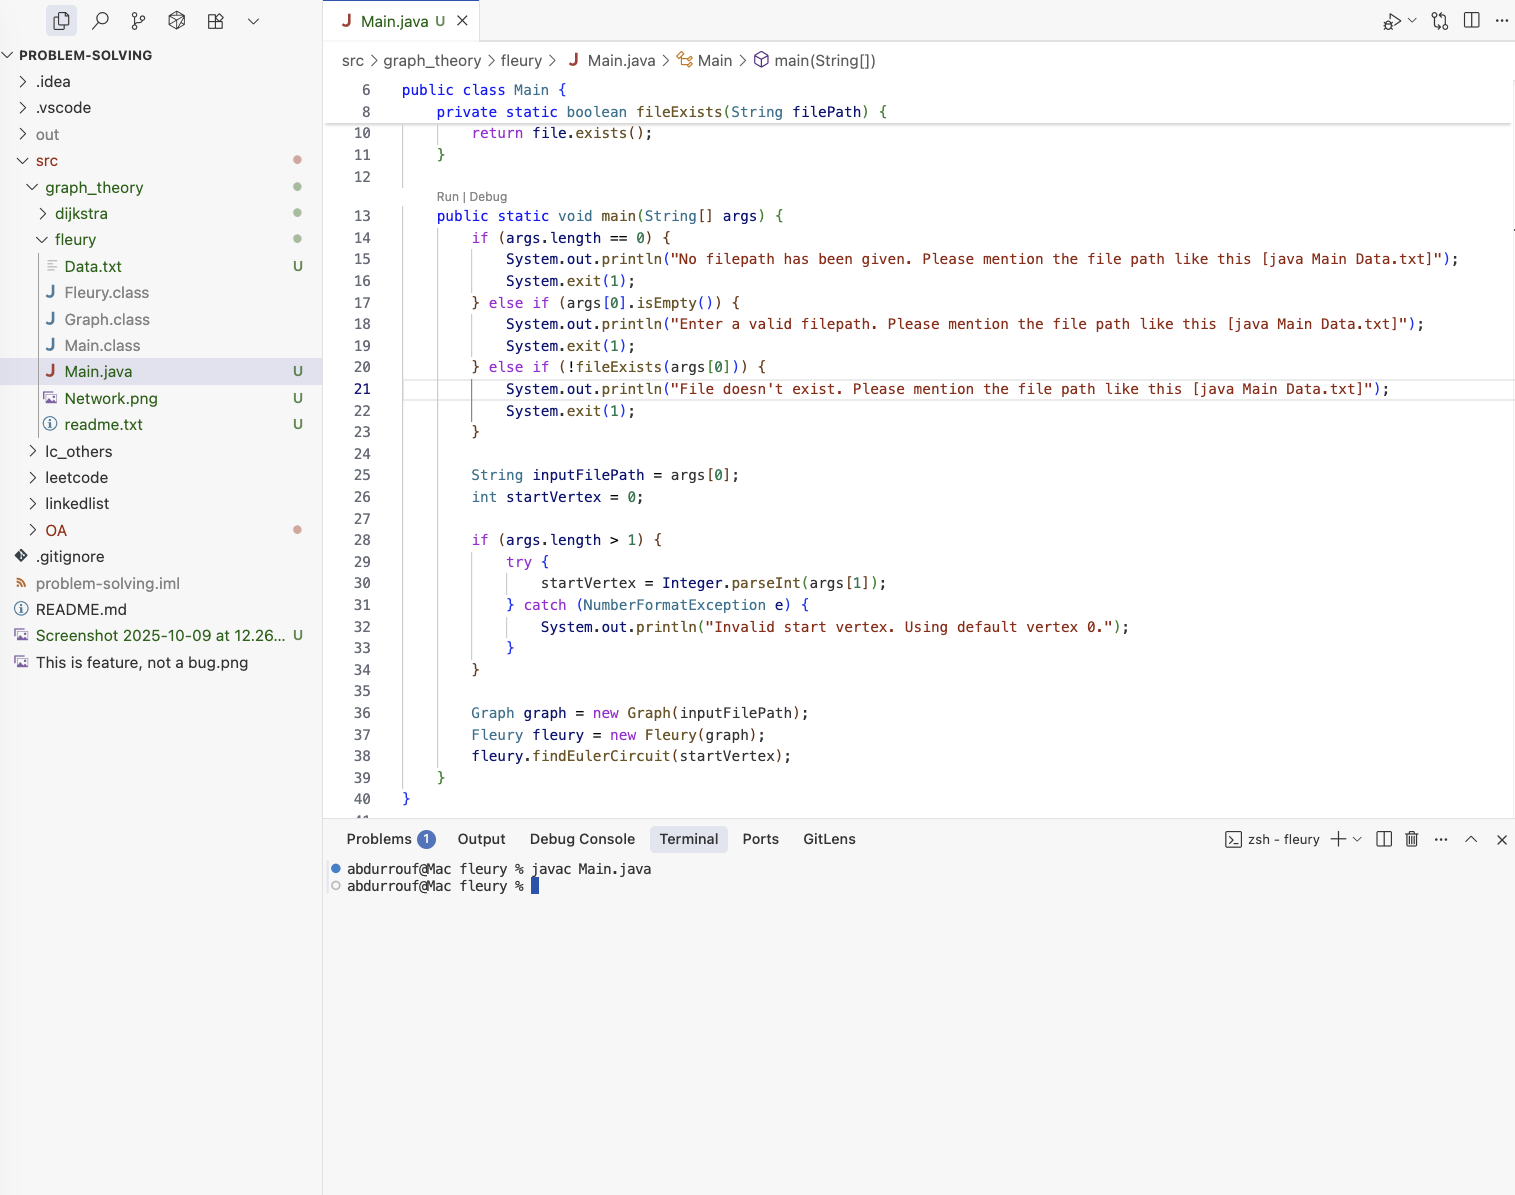 PROBLEM-SOLVING
.idea
.vscode
out
src
graph_theory
dijkstra
fleury
Data.txt U
Fleury.class
Graph.class
Main.class
Main.java U
Network.png U
readme.txt U
lc_others
leetcode
linkedlist
OA
.gitignore
problem-solving.iml
README.md
Screenshot 2025-10-09 at 12.26... U
This is feature, not a bug.png
Main.java U
src > graph_theory > fleury > Main.java > Main > main(String[])
6 public class Main {
8 private static boolean fileExists(String filePath) {
10 return file.exists();
11 }
12
Run | Debug
13 public static void main(String[] args) {
14 if (args.length == 0) {
15 System.out.println("No filepath has been given. Please mention the file path like this [java Main Data.txt]");
16 System.exit(1);
17 } else if (args[0].isEmpty()) {
18 System.out.println("Enter a valid filepath. Please mention the file path like this [java Main Data.txt]");
19 System.exit(1);
20 } else if (!fileExists(args[0])) {
21 System.out.println("File doesn't exist. Please mention the file path like this [java Main Data.txt]");
22 System.exit(1);
23 }
24
25 String inputFilePath = args[0];
26 int startVertex = 0;
27
28 if (args.length > 1) {
29 try {
30 startVertex = Integer.parseInt(args[1]);
31 } catch (NumberFormatException e) {
32 System.out.println("Invalid start vertex. Using default vertex 0.");
33 }
34 }
35
36 Graph graph = new Graph(inputFilePath);
37 Fleury fleury = new Fleury(graph);
38 fleury.findEulerCircuit(startVertex);
39 }
40 }
Problems 1 Output Debug Console Terminal Ports GitLens zsh - fleury
abdurrouf@Mac fleury % javac Main.java
abdurrouf@Mac fleury %